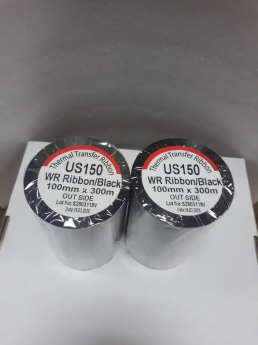 Thermal Transfer Ribbon
US150
WR Ribbon/Black
100mm x 300m
OUT SIDE
Thermal Transfer Ribbon
US150
WR Ribbon/Black
100mm x 300m
OUT SIDE